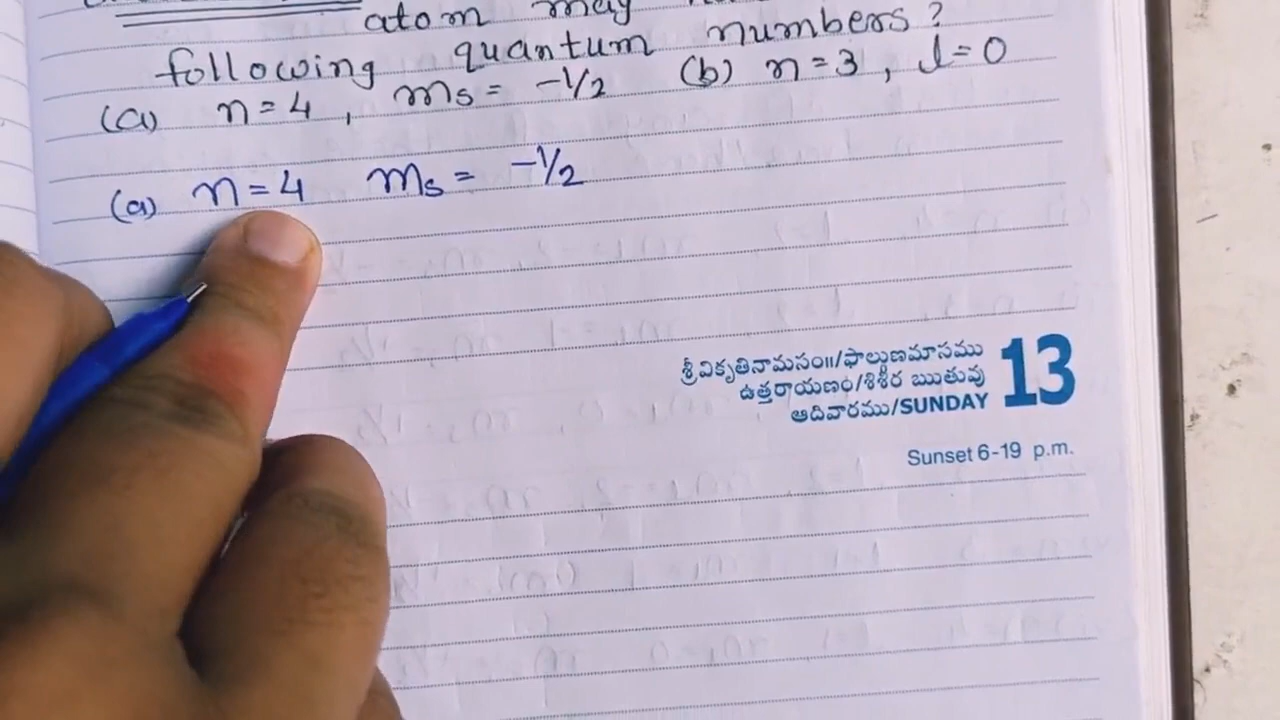 atom may
following quantum numbers?
(a) n=4, ms = -1/2 (b) n=3, l=0
(a) n=4 ms = -1/2
శ్రీవికృతినామసం॥/ఫాల్గుణమాసము
ఉత్తరాయణం/శిశిర ఋతువు
ఆదివారము/SUNDAY
13
Sunset 6-19 p.m.